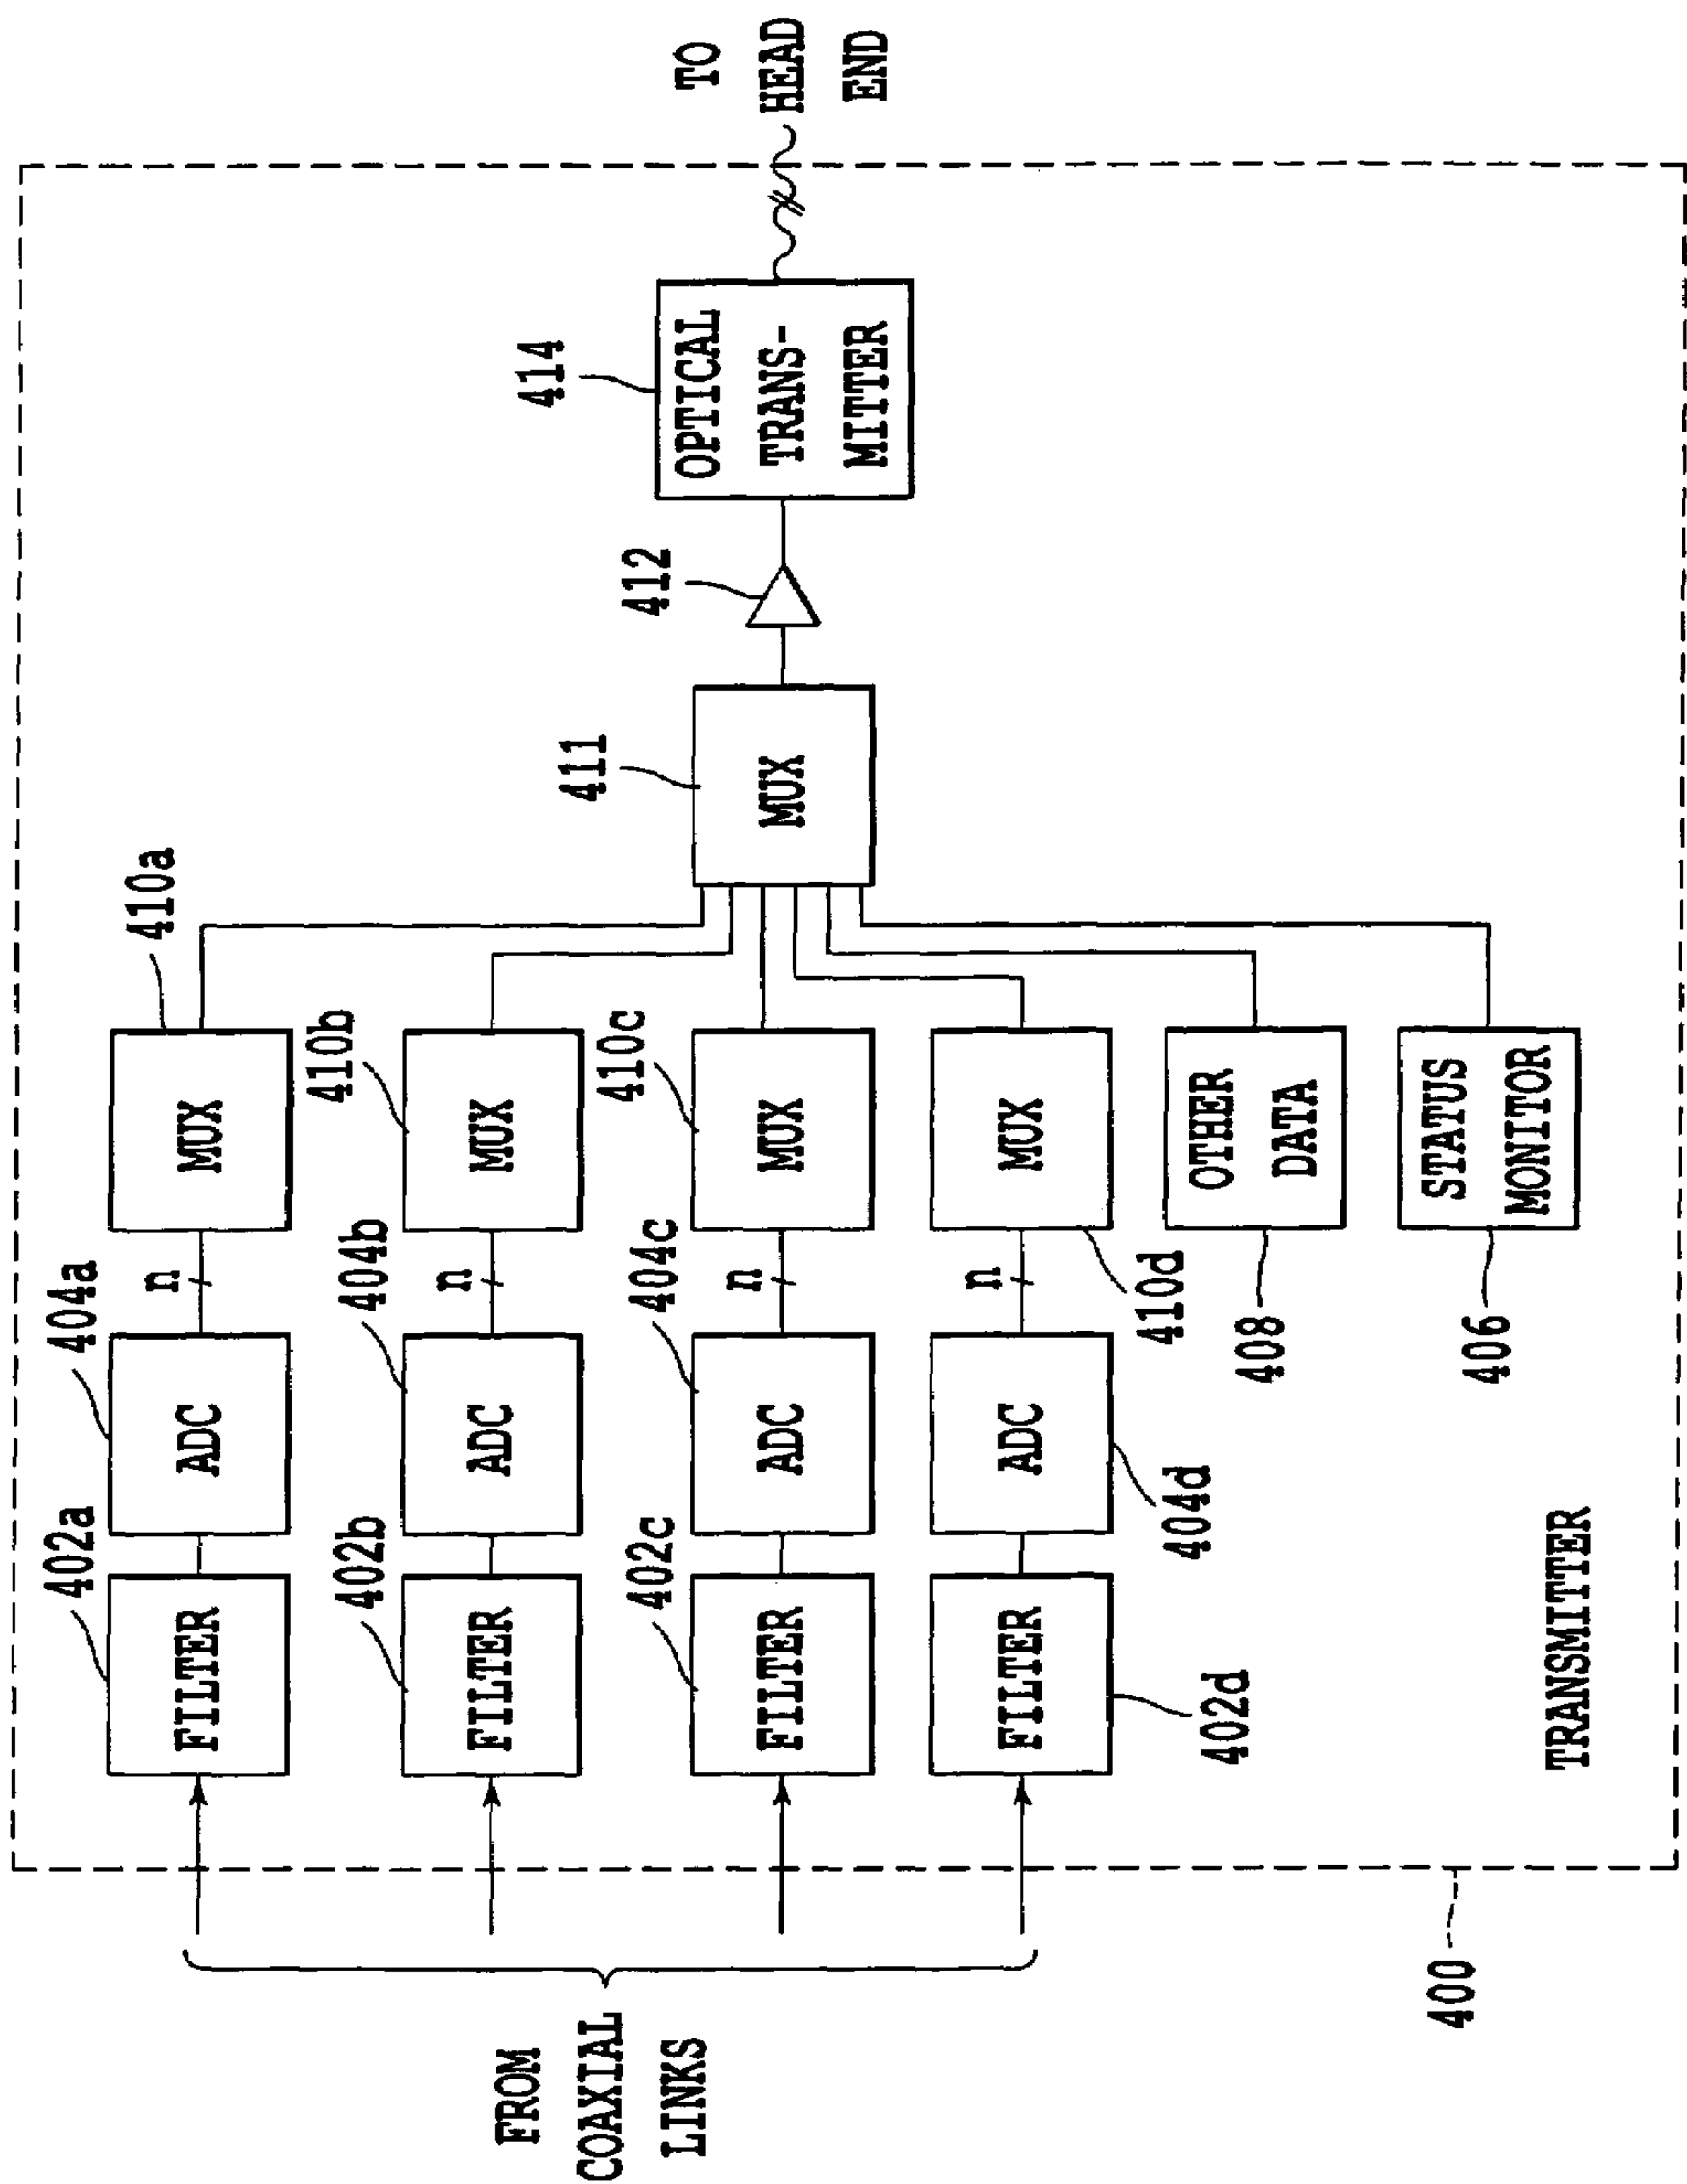 FROM
COAXIAL
LINKS
402a
FILTER
404a
ADC
n
410a
MUX
402b
FILTER
404b
ADC
n
410b
MUX
402c
FILTER
404c
ADC
n
410c
MUX
402d
FILTER
404d
ADC
n
410d
MUX
408
OTHER
DATA
406
STATUS
MONITOR
411
MUX
412
414
OPTICAL
TRANS-
MITTER
TO
HEAD
END
TRANSMITTER
400